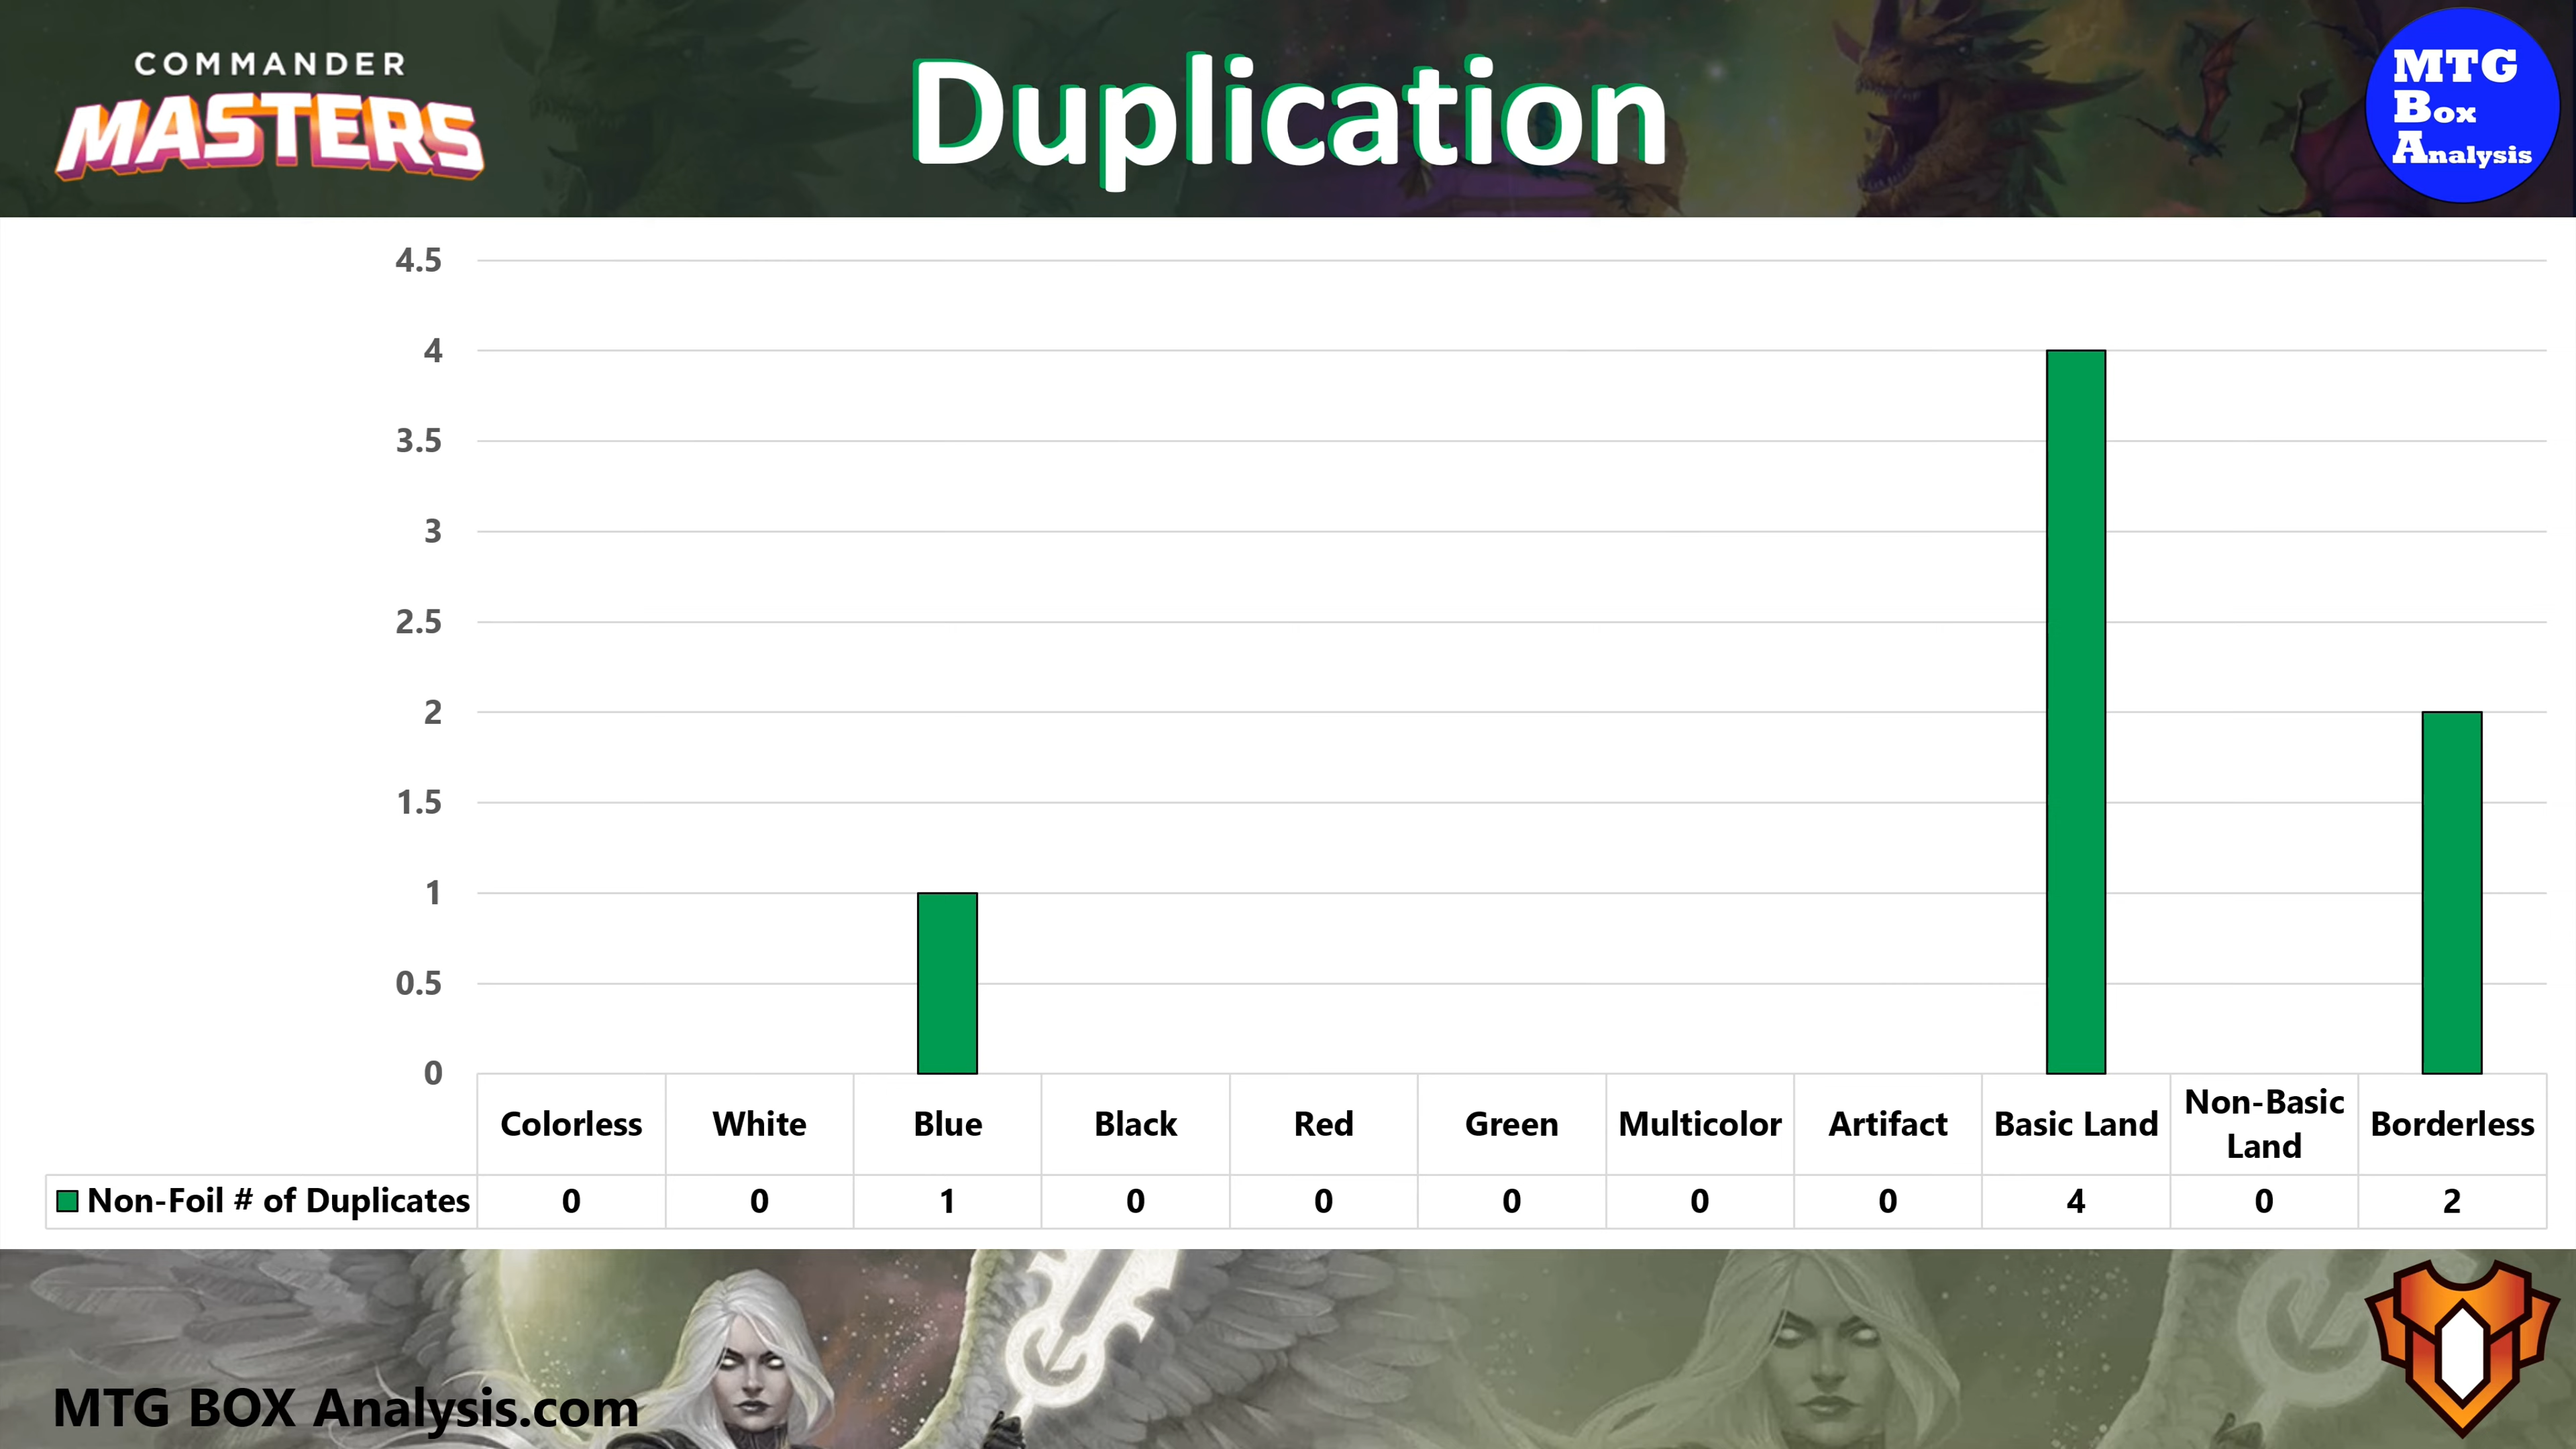 COMMANDER
MASTERS
Duplication
MTG
Box
Analysis
4.5
4
3.5
3
2.5
2
1.5
1
0.5
0
Colorless White Blue Black Red Green Multicolor Artifact Basic Land Non-Basic Land Borderless
Non-Foil # of Duplicates 0 0 1 0 0 0 0 0 4 0 2
MTG BOX Analysis.com